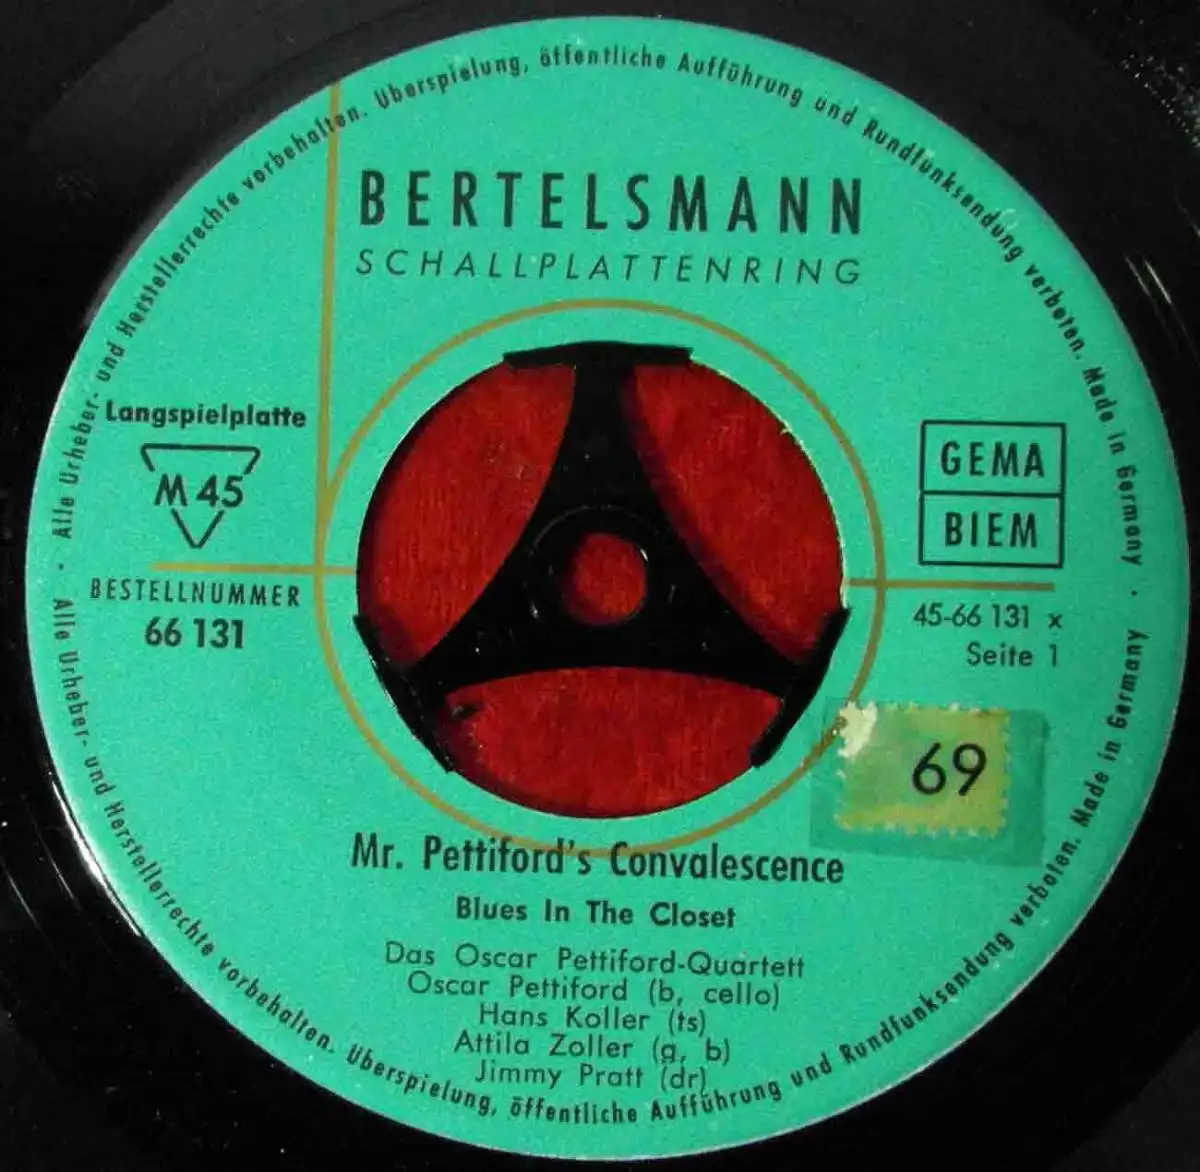 Alle Urheber- und Herstellerrechte vorbehalten. Überspielung, öffentliche Aufführung und Rundfunksendung verboten. Made in Germany ·
BERTELSMANN
SCHALLPLATTENRING
Langspielplatte
M 45
BESTELLNUMMER
66 131
GEMA
BIEM
45-66 131 x
Seite 1
69
Mr. Pettiford's Convalescence
Blues In The Closet
Das Oscar Pettiford-Quartett
Oscar Pettiford (b, cello)
Hans Koller (ts)
Attila Zoller (g, b)
Jimmy Pratt (dr)
Alle Urheber- und Herstellerrechte vorbehalten. Überspielung, öffentliche Aufführung und Rundfunksendung verboten. Made in Germany ·